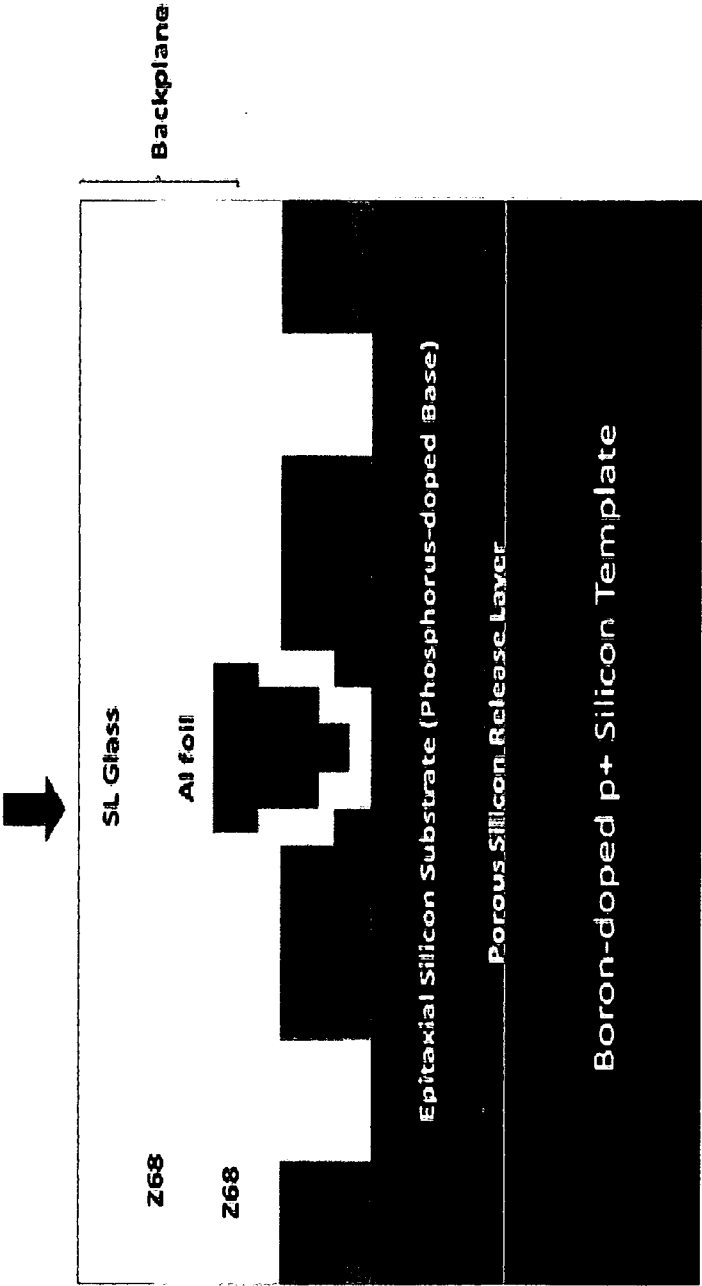 Backplane
SL Glass
Z68
Al foil
Z68
Epitaxial Silicon Substrate (Phosphorus-doped Base)
Porous Silicon Release Layer
Boron-doped p+ Silicon Template